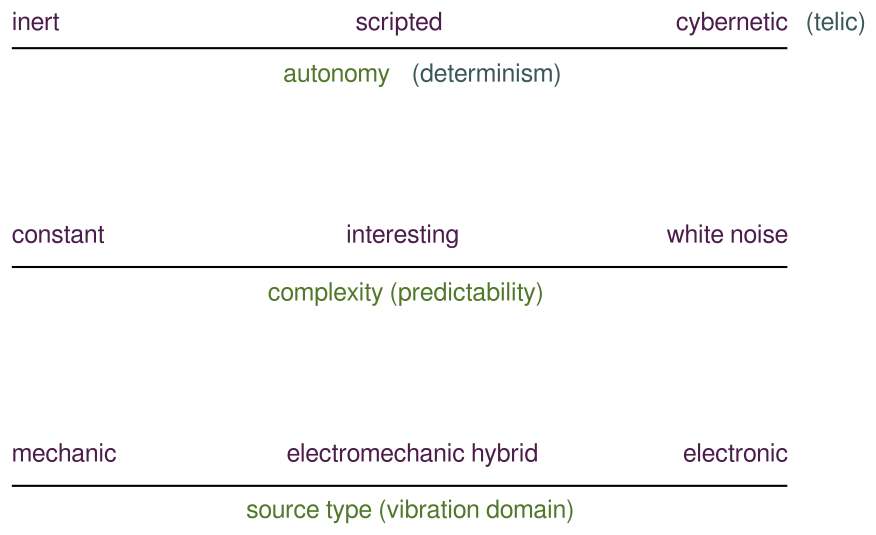 inert scripted cybernetic (telic)
autonomy (determinism)
constant interesting white noise
complexity (predictability)
mechanic electromechanic hybrid electronic
source type (vibration domain)